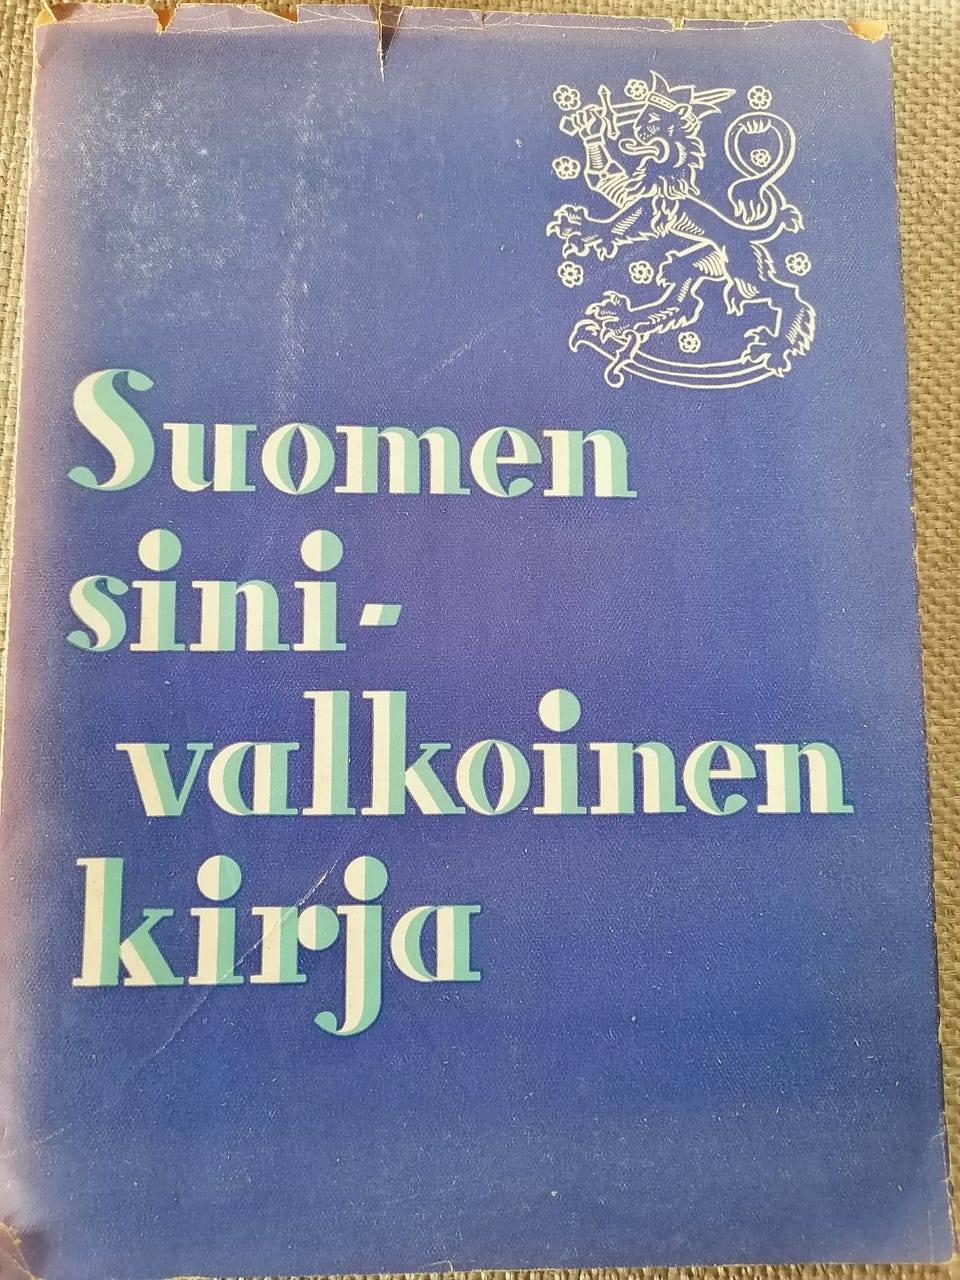 Suomen
sini-
valkoinen
kirja